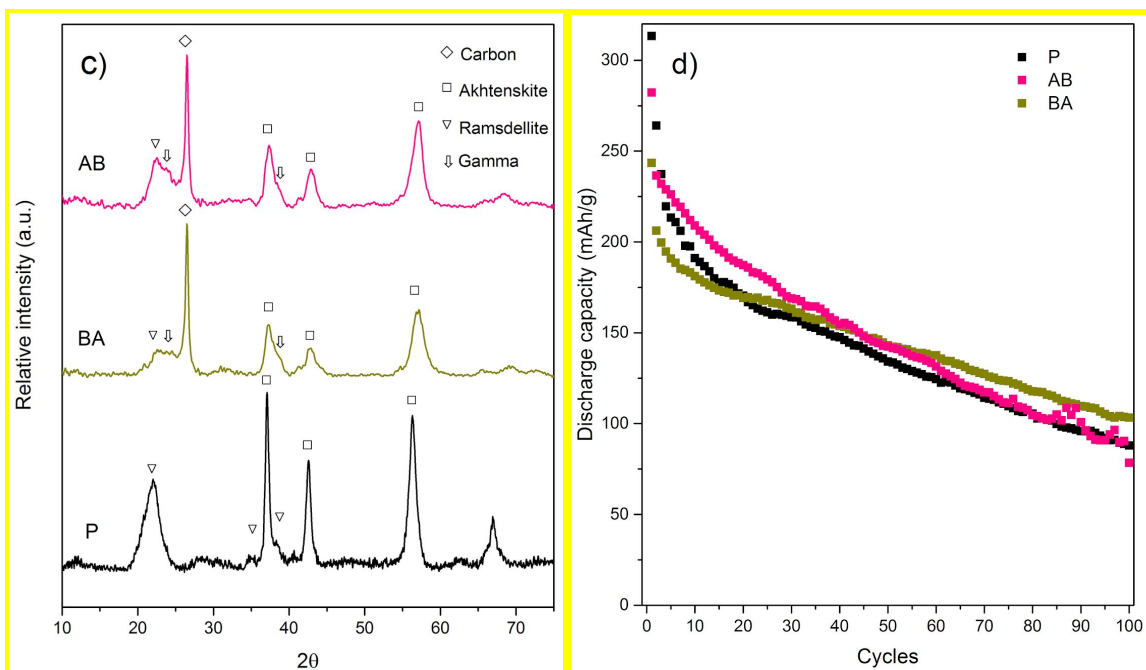 c)
Carbon
Akhtenskite
Ramsdellite
Gamma
AB
BA
P
Relative intensity (a.u.)
10 20 30 40 50 60 70
2θ
d)
P
AB
BA
300
250
200
150
100
50
0
Discharge capacity (mAh/g)
0 10 20 30 40 50 60 70 80 90 100
Cycles